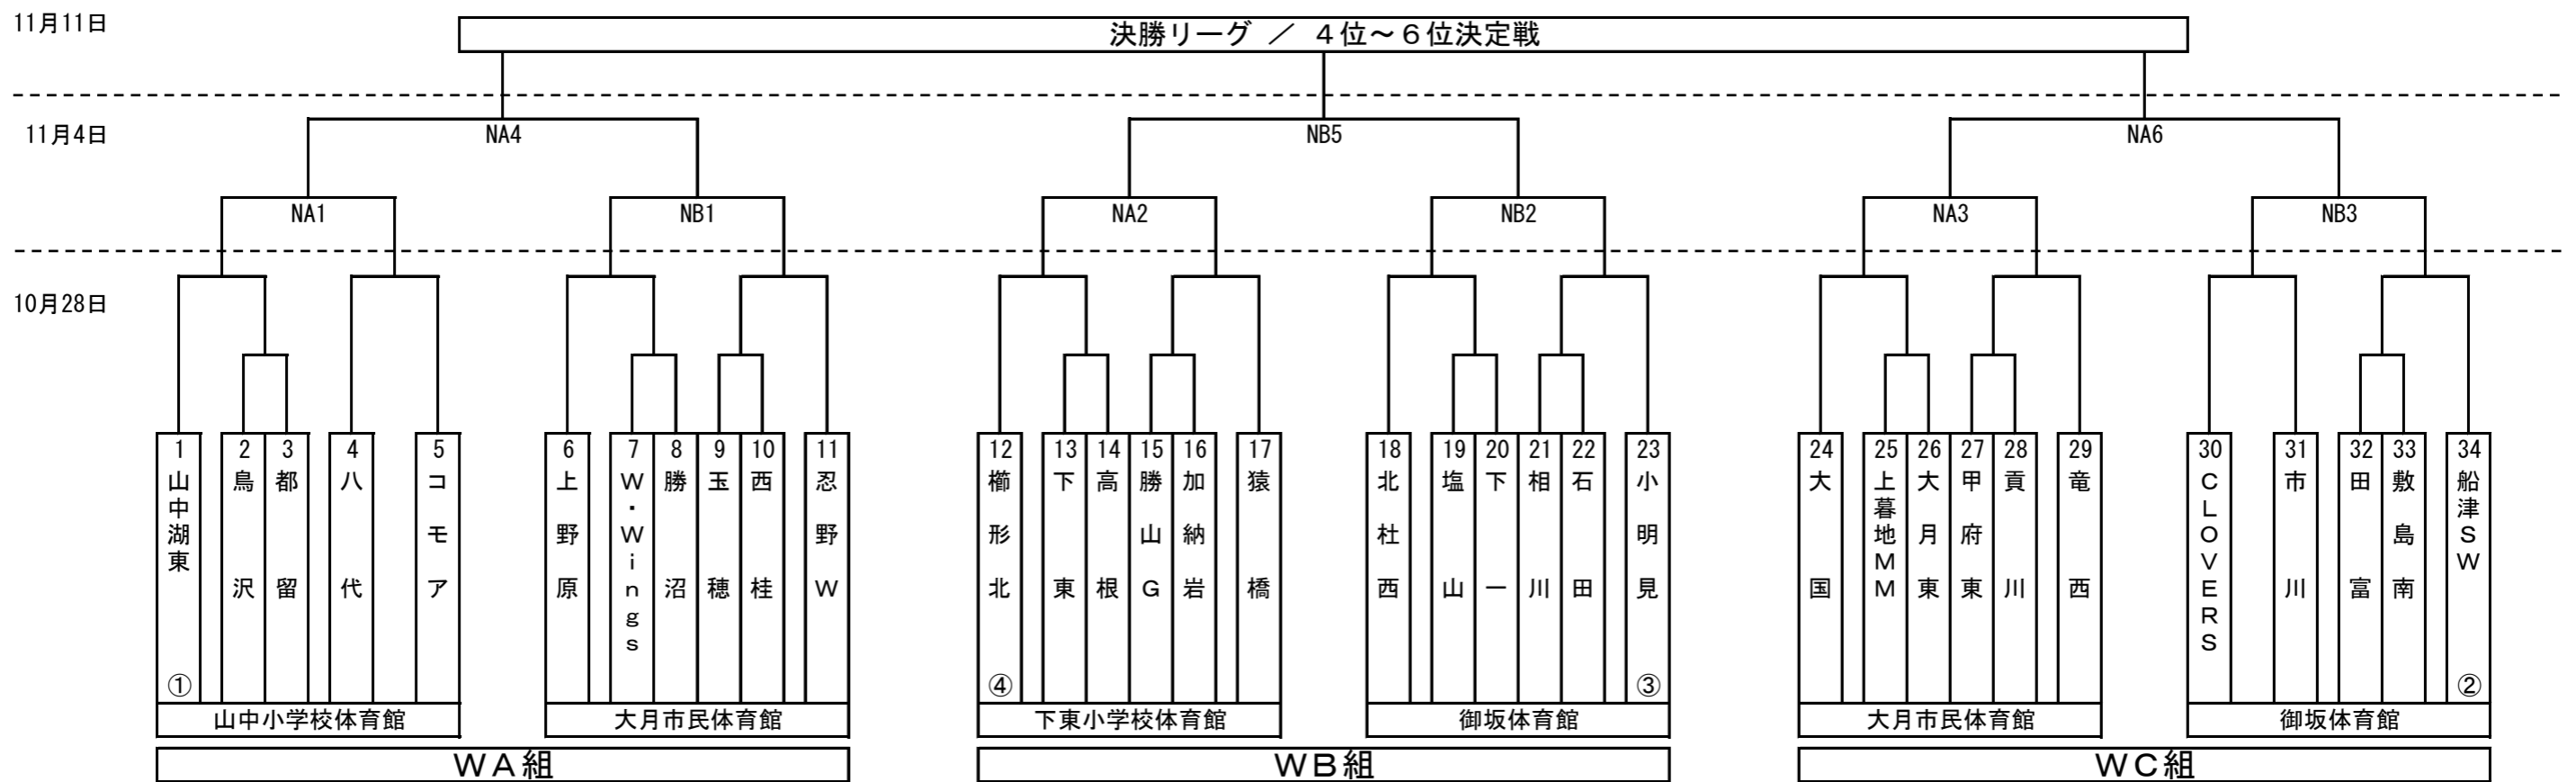 11月11日
決勝リーグ ／ ４位～６位決定戦
11月4日
NA4
NB5
NA6
NA1
NB1
NA2
NB2
NA3
NB3
10月28日
1 山中湖東 ①
2 鳥沢
3 都留
4 八代
5 コモア
6 上野原
7 W・Wings
8 勝沼
9 玉穂
10 西桂
11 忍野W
12 櫛形北 ④
13 下東
14 高根
15 勝山G
16 加納岩
17 猿橋
18 北杜西
19 塩山
20 下一
21 相川
22 石田
23 小明見 ③
24 大国
25 上暮地MM
26 大月東
27 甲府東
28 貢川
29 竜西
30 CLOVERS
31 市川
32 田富
33 敷島南
34 船津SW ②
山中小学校体育館
大月市民体育館
下東小学校体育館
御坂体育館
大月市民体育館
御坂体育館
ＷＡ組
ＷＢ組
ＷＣ組